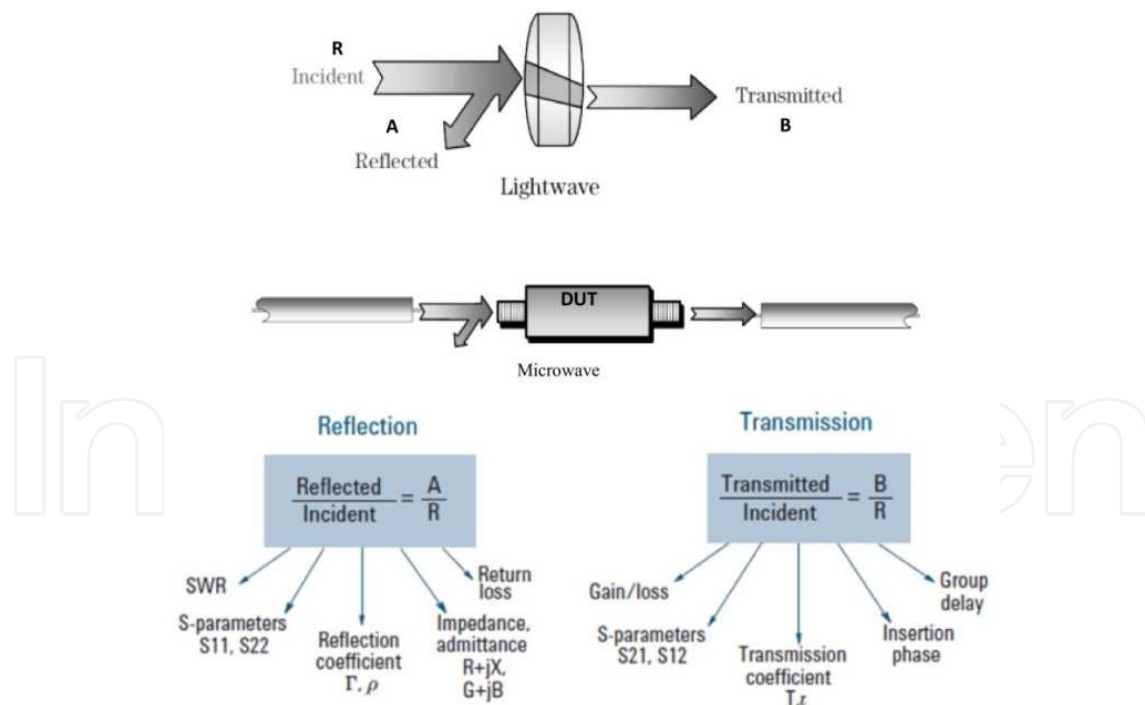 R
Incident
A
Reflected
Transmitted
B
Lightwave
DUT
Microwave
Reflection
Reflected
Incident
= A
R
SWR
S-parameters
S11, S22
Reflection
coefficient
Γ, ρ
Impedance,
admittance
R+jX,
G+jB
Return
loss
Transmission
Transmitted
Incident
= B
R
Gain/loss
S-parameters
S21, S12
Transmission
coefficient
Insertion
phase
Group
delay